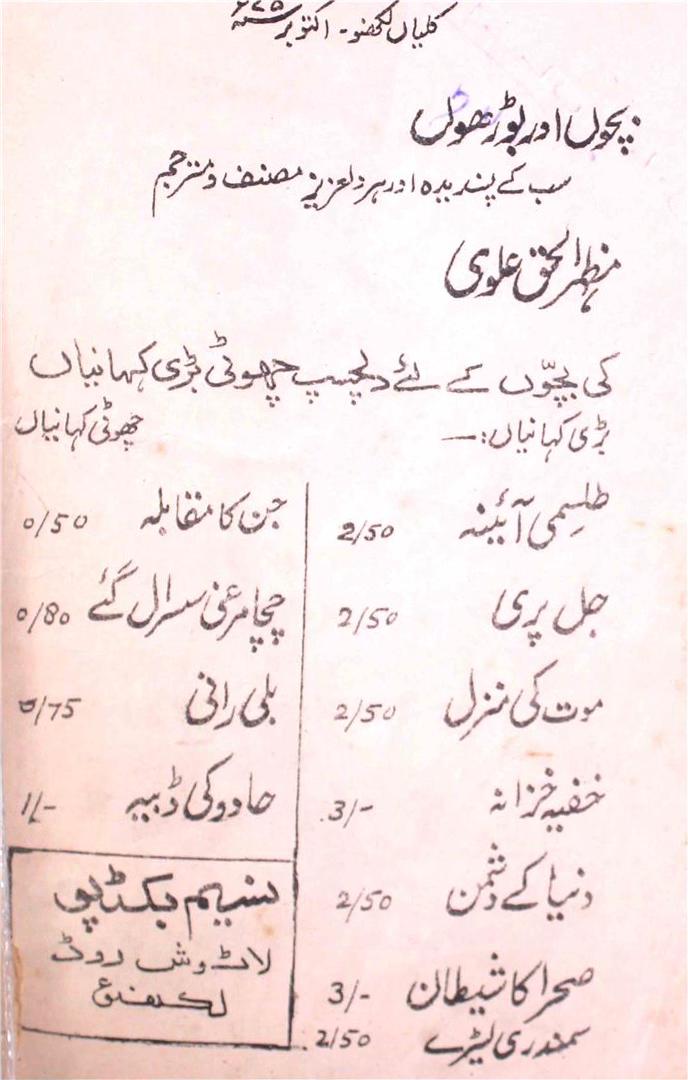 کلیاں لکھنؤ - اکتوبر ۶۷۵
بچوں اور بوڑھوں
سب کے پسندیدہ اور ہر دلعزیز مصنف و مترجم
مظہر الحق علوی
کی بچّوں کے لئے دلچسپ چھوٹی بڑی کہانیاں
بڑی کہانیاں :—
طلسمی آئینہ 2/50
جل پری 2/50
موت کی منزل 2/50
خفیہ خزانہ 3/-
دنیا کے دشمن 2/50
صحرا کا شیطان 3/-
سمندری لیٹرے 2/50
چھوٹی کہانیاں
جن کا مقابلہ 0/50
چچا مرغی سسرال گئے 0/80
بلی رانی 0/75
جادو کی ڈبیہ 1/-
نسیم بکڈپو
لاٹوش روڈ
لکھنؤ